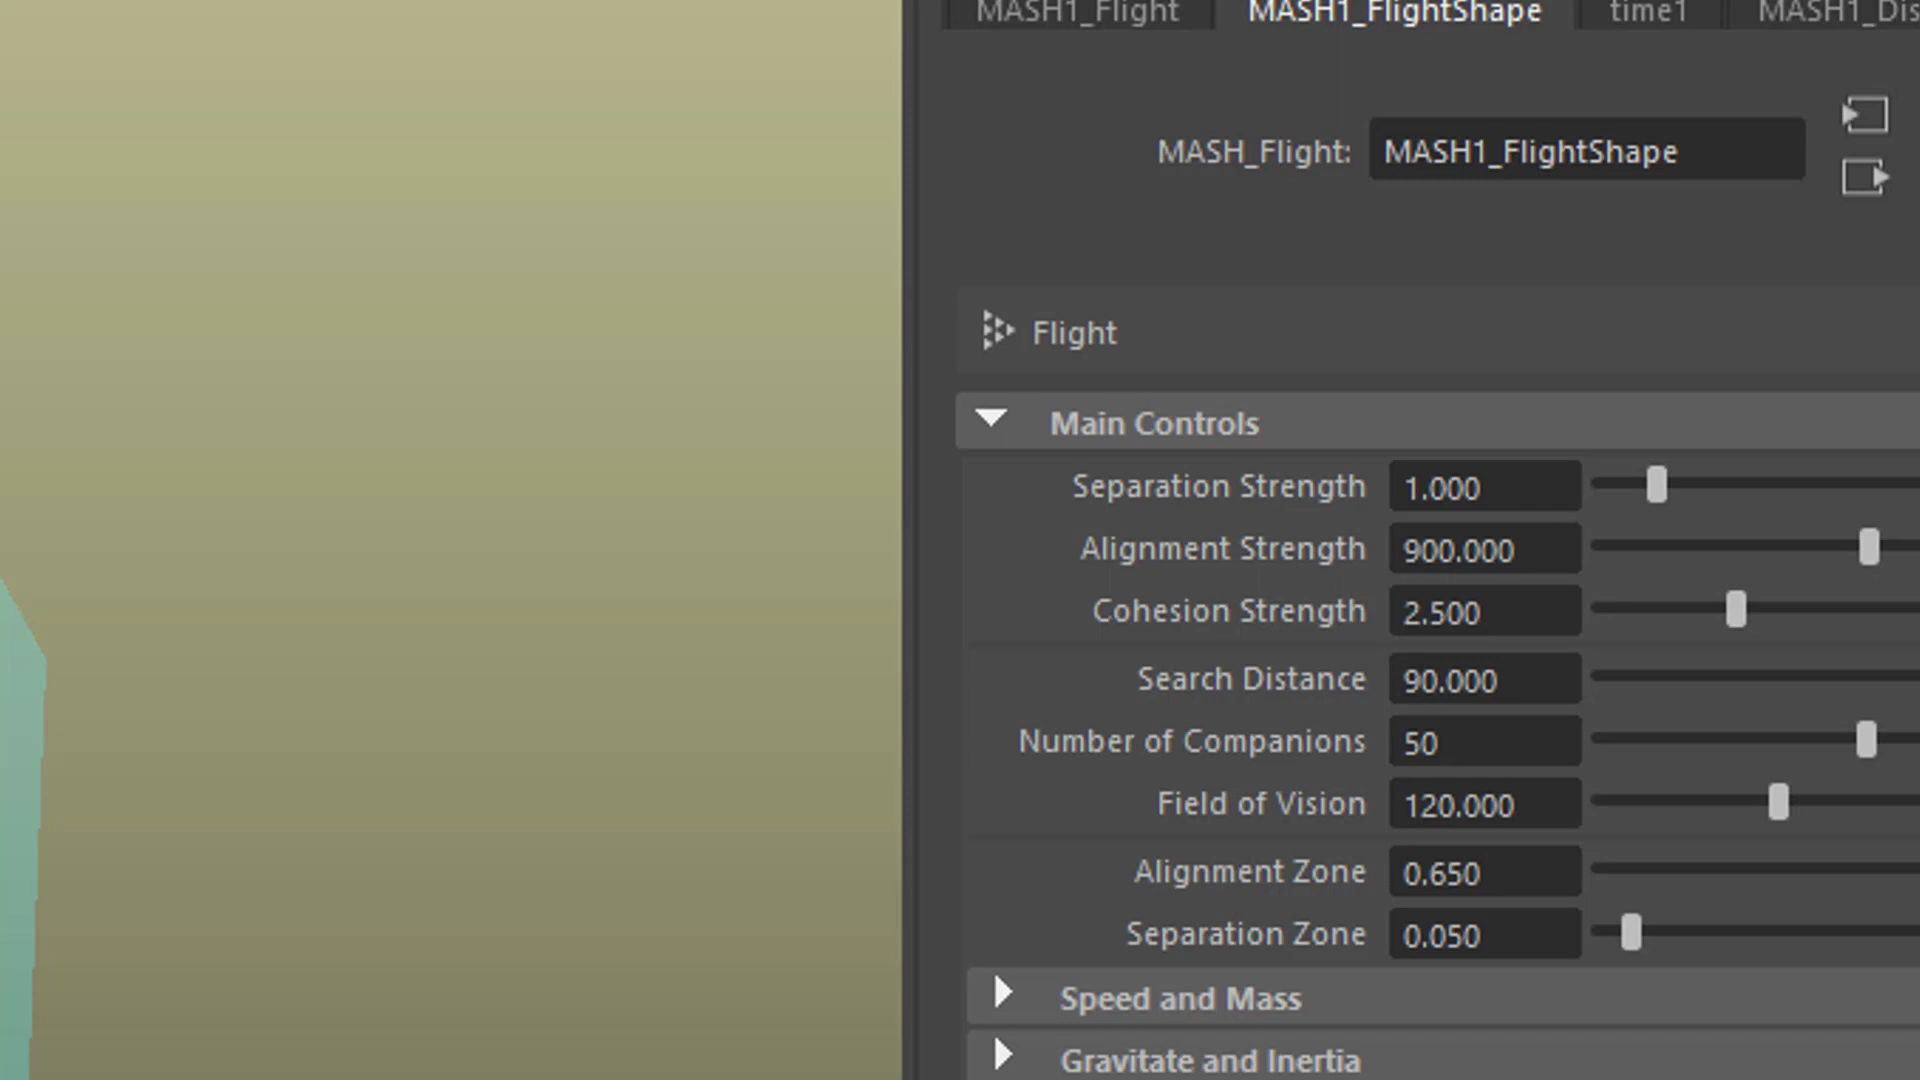 MASH1_Flight MASH1_FlightShape time1 MASH1_Dis
MASH_Flight: MASH1_FlightShape
Flight
Main Controls
Separation Strength 1.000
Alignment Strength 900.000
Cohesion Strength 2.500
Search Distance 90.000
Number of Companions 50
Field of Vision 120.000
Alignment Zone 0.650
Separation Zone 0.050
Speed and Mass
Gravitate and Inertia